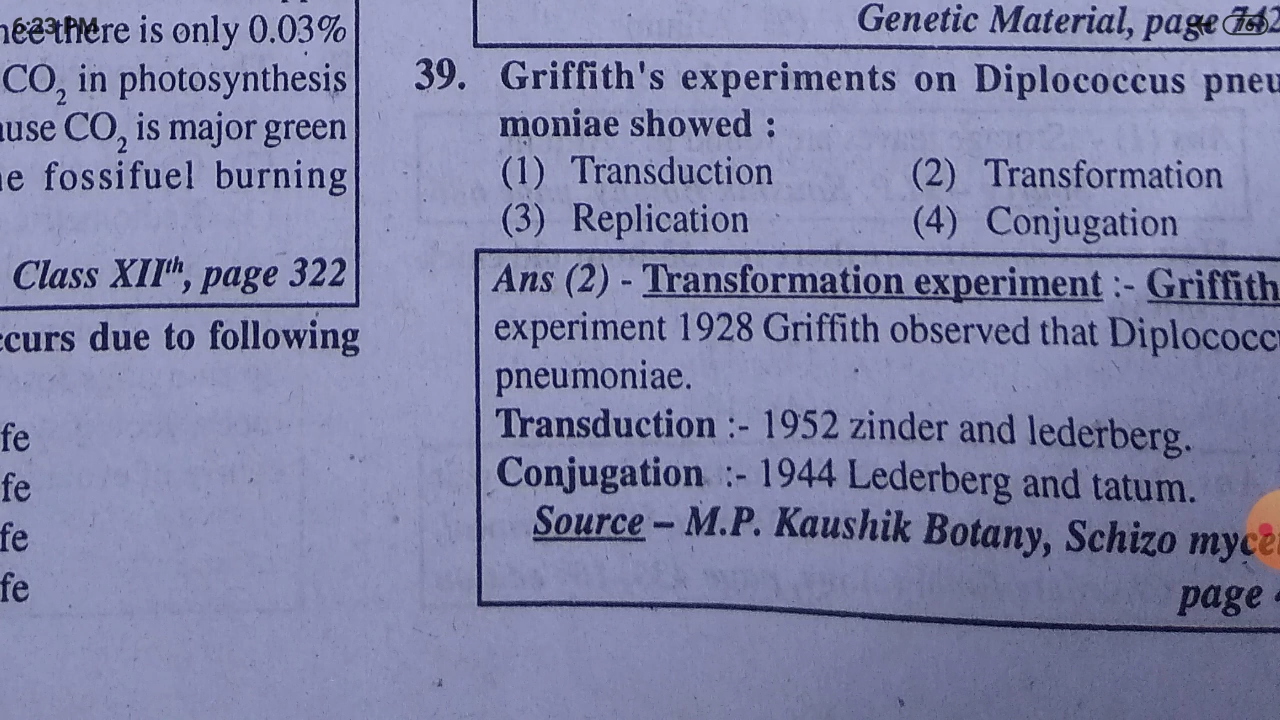 6:23 PM
there is only 0.03%
CO₂ in photosynthesis
CO₂ is major green
fossifuel burning
Class XIIth, page 322
due to following
fe
fe
fe
fe
Genetic Material, page
39. Griffith's experiments on Diplococcus pneu
moniae showed :
(1) Transduction (2) Transformation
(3) Replication (4) Conjugation
Ans (2) - Transformation experiment :- Griffith
experiment 1928 Griffith observed that Diplococc
pneumoniae.
Transduction :- 1952 zinder and lederberg.
Conjugation :- 1944 Lederberg and tatum.
Source – M.P. Kaushik Botany, Schizo
page